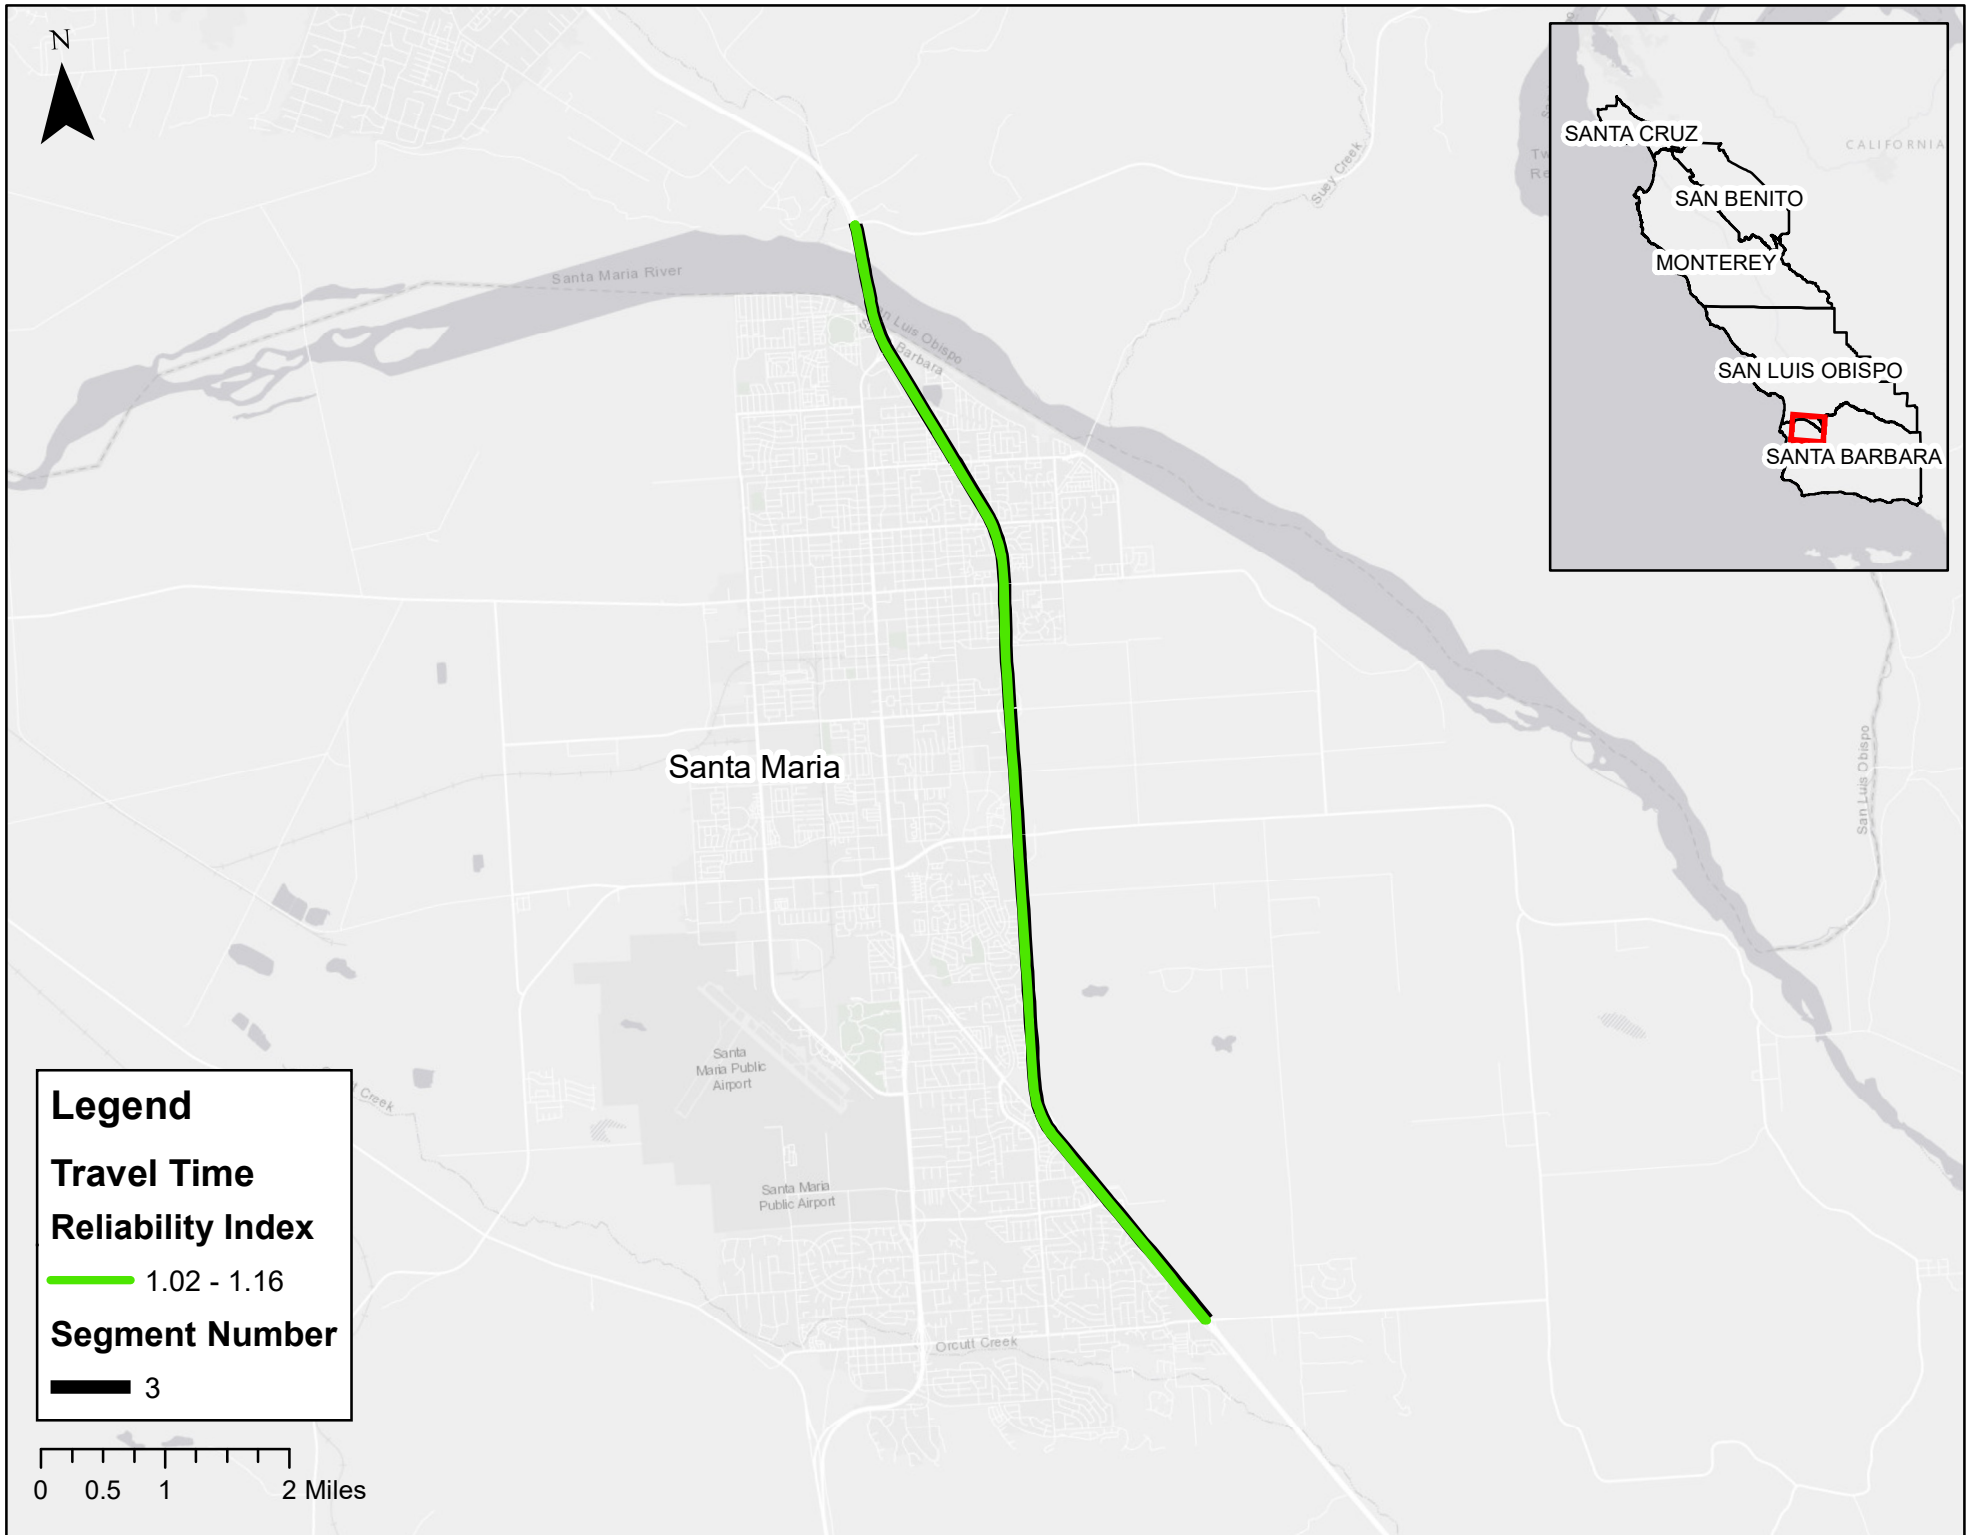 N
Suey Creek
Santa Maria River
San Luis Obispo
Barbara
Santa Maria
San Luis Obispo
Santa
Maria Public
Airport
Santa Maria
Public Airport
Orcutt Creek
Creek
SANTA CRUZ
CALIFORNIA
SAN BENITO
MONTEREY
SAN LUIS OBISPO
SANTA BARBARA
Legend
Travel Time
Reliability Index
1.02 - 1.16
Segment Number
3
0 0.5 1 2 Miles